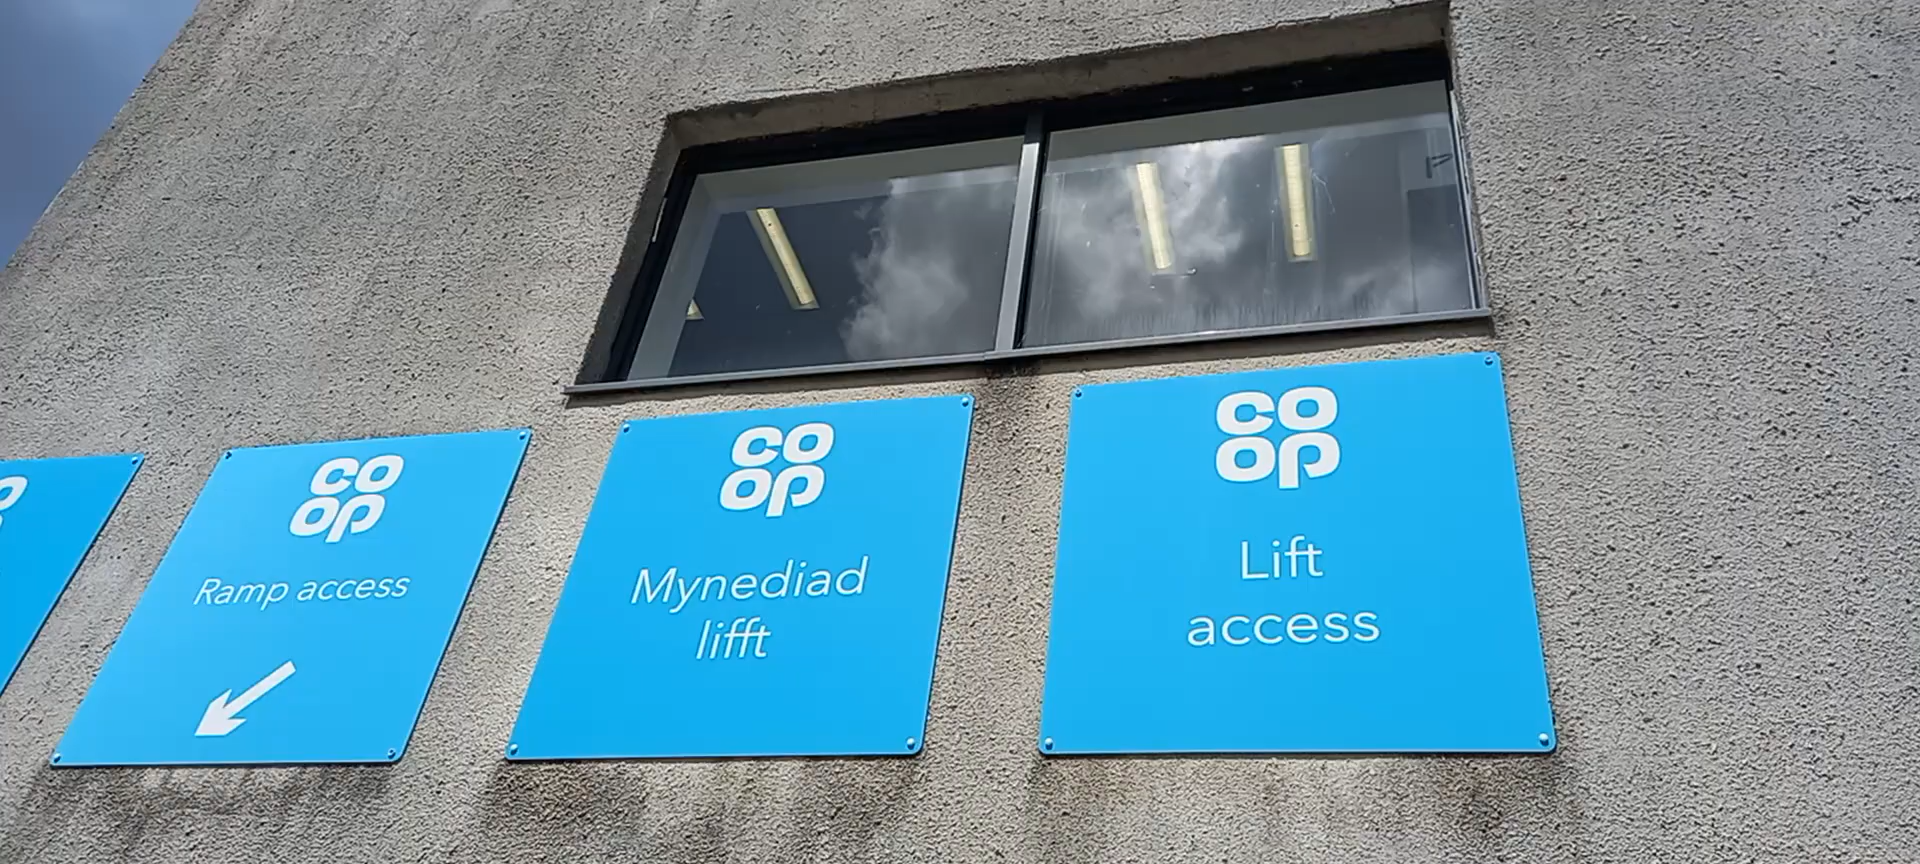 CO
OP
Ramp access
CO
OP
Mynediad
lifft
CO
OP
Lift
access